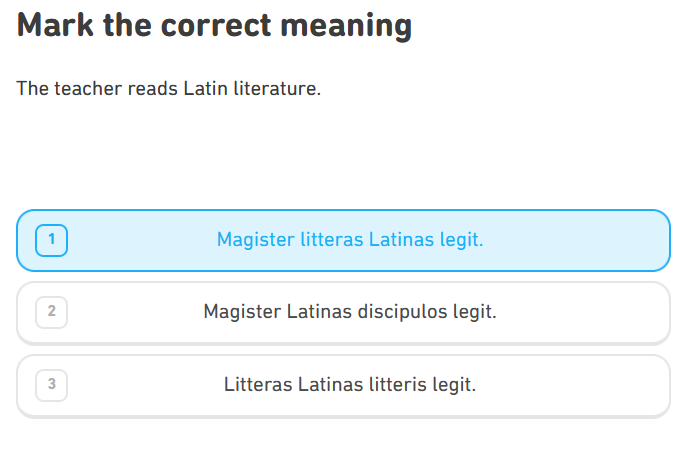 Mark the correct meaning
The teacher reads Latin literature.
1 Magister litteras Latinas legit.
2 Magister Latinas discipulos legit.
3 Litteras Latinas litteris legit.